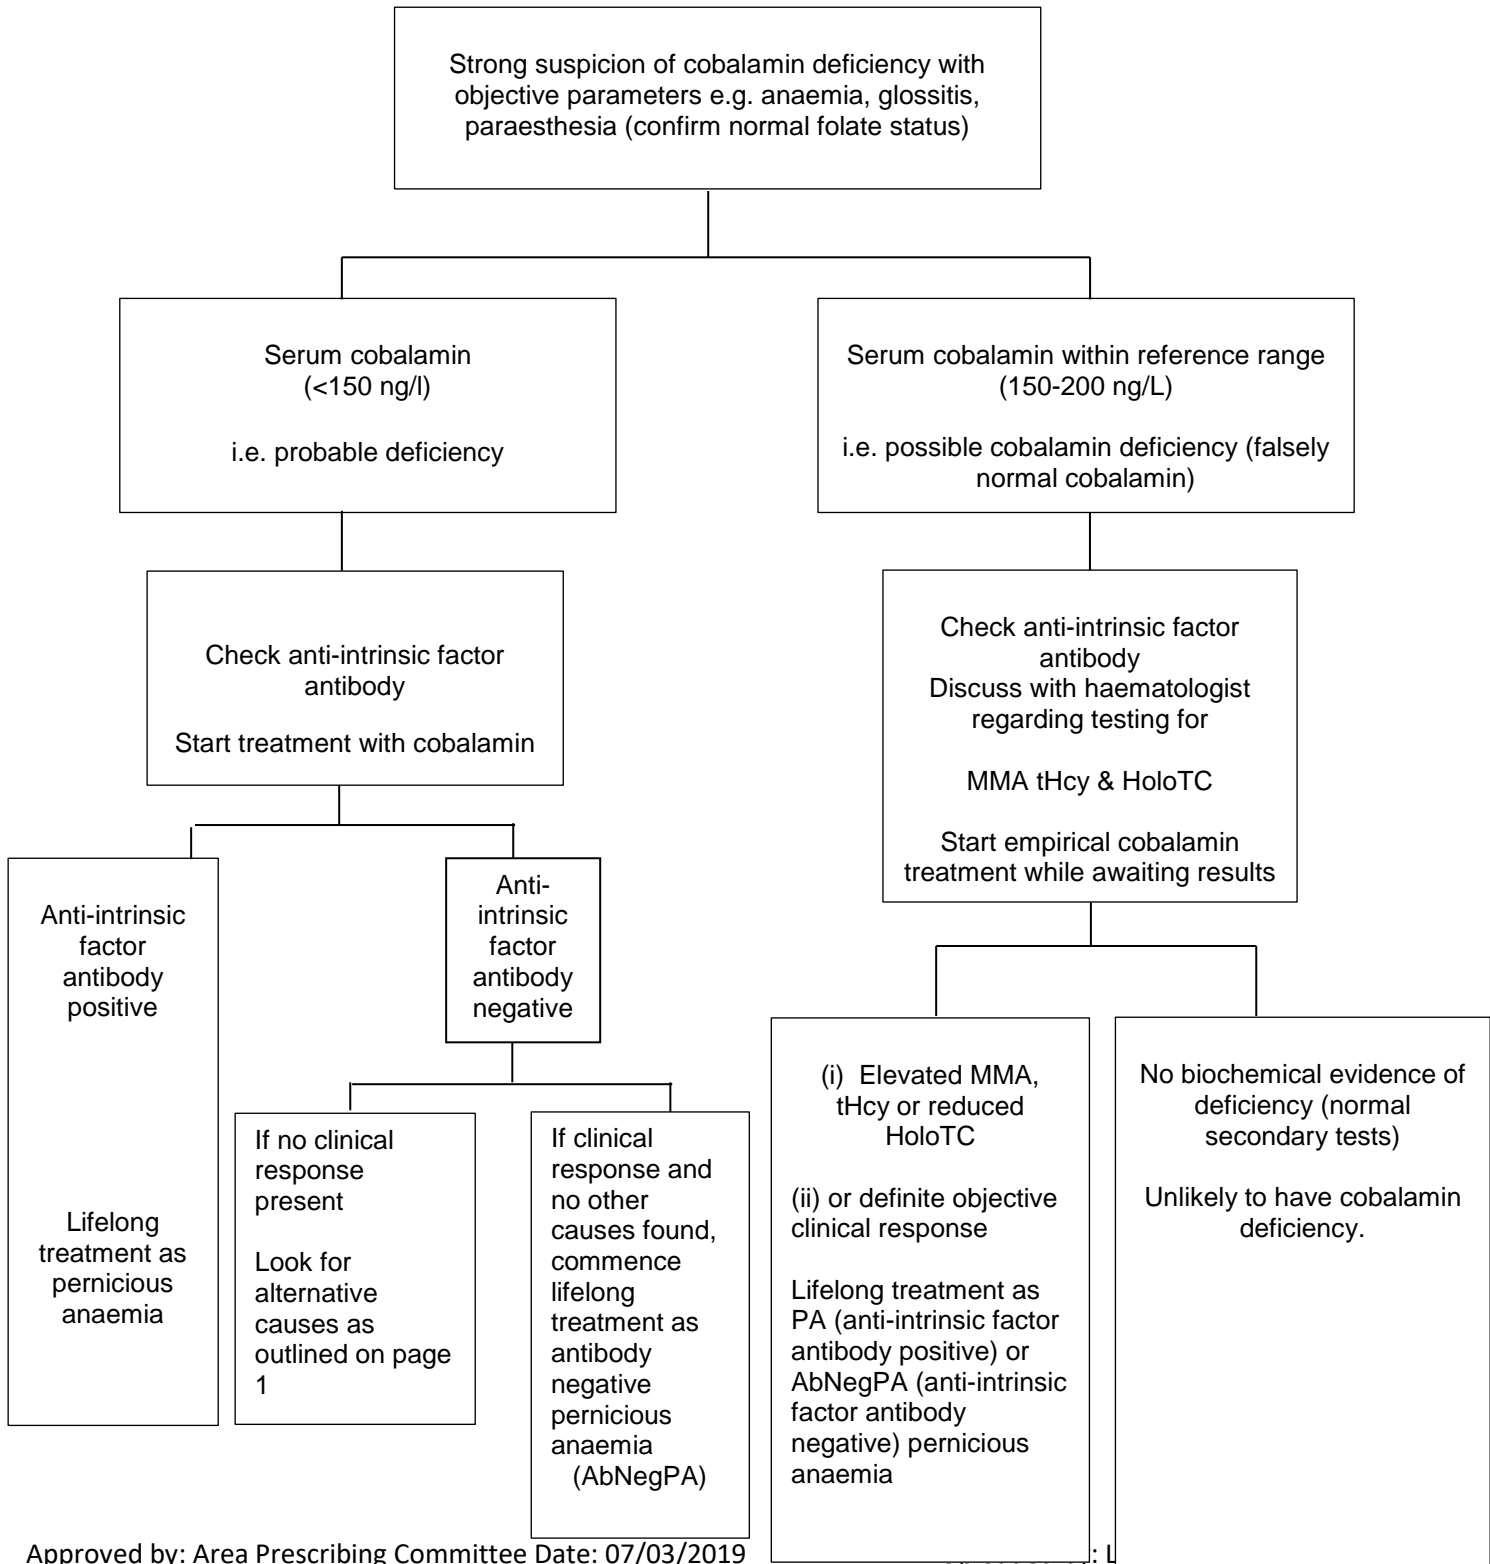 Strong suspicion of cobalamin deficiency with
objective parameters e.g. anaemia, glossitis,
paraesthesia (confirm normal folate status)
Serum cobalamin
(<150 ng/l)
i.e. probable deficiency
Serum cobalamin within reference range
(150-200 ng/L)
i.e. possible cobalamin deficiency (falsely
normal cobalamin)
Check anti-intrinsic factor
antibody
Start treatment with cobalamin
Check anti-intrinsic factor
antibody
Discuss with haematologist
regarding testing for
MMA tHcy & HoloTC
Start empirical cobalamin
treatment while awaiting results
Anti-intrinsic
factor
antibody
positive
Lifelong
treatment as
pernicious
anaemia
Anti-
intrinsic
factor
antibody
negative
If no clinical
response
present
Look for
alternative
causes as
outlined on page
1
If clinical
response and
no other
causes found,
commence
lifelong
treatment as
antibody
negative
pernicious
anaemia
(AbNegPA)
(i) Elevated MMA,
tHcy or reduced
HoloTC
(ii) or definite objective
clinical response
Lifelong treatment as
PA (anti-intrinsic factor
antibody positive) or
AbNegPA (anti-intrinsic
factor antibody
negative) pernicious
anaemia
No biochemical evidence of
deficiency (normal
secondary tests)
Unlikely to have cobalamin
deficiency.
Approved by: Area Prescribing Committee Date: 07/03/2019